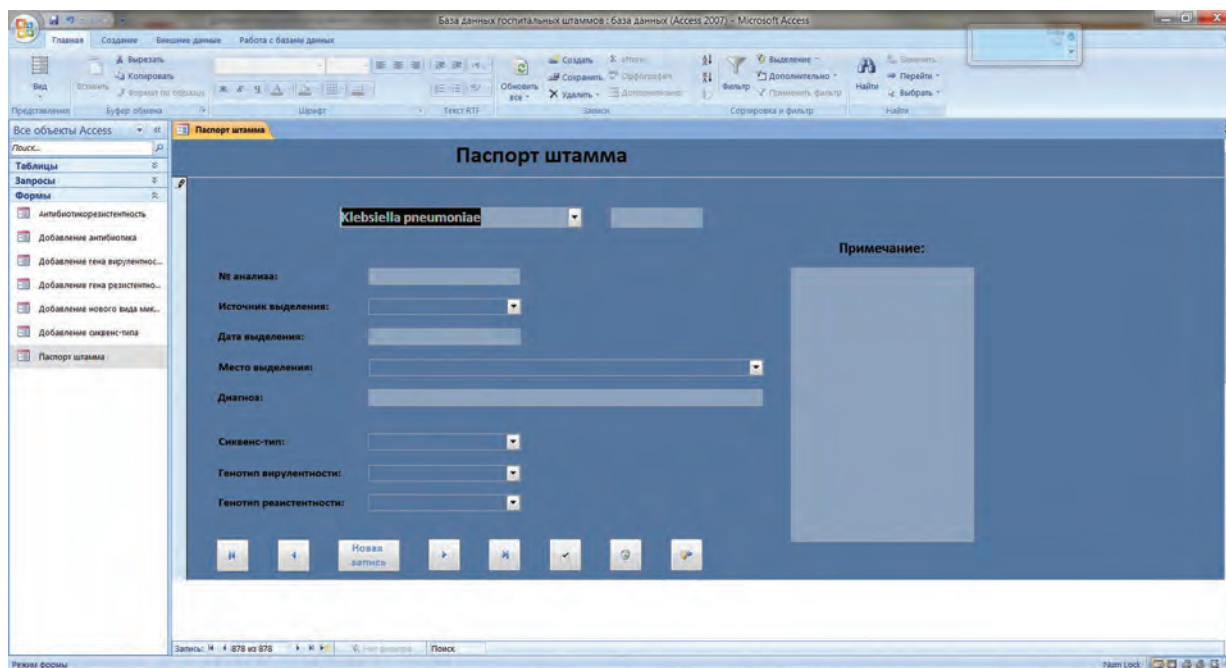 База данных госпитальных штаммов : база данных (Access 2007) - Microsoft Access
Главная Создание Внешние данные Работа с базами данных
Вид
Вставить
Вырезать
Копировать
Формат по образцу
Обновить все
Создать
Итоги
Сохранить
Орфография
Удалить
Дополнительно
Фильтр
Выделение
Дополнительно
Применить фильтр
Найти
Заменить
Перейти
Выбрать
Представления Буфер обмена Шрифт Текст RTF Записи Сортировка и фильтр Найти
Все объекты Access
Поиск...
Таблицы
Запросы
Формы
Антибиотикорезистентность
Добавление антибиотика
Добавление гена вирулентнос...
Добавление гена резистентно...
Добавление нового вида мик...
Добавление сиквенс-типа
Паспорт штамма
Паспорт штамма
Паспорт штамма
Klebsiella pneumoniae
Примечание:
№ анализа:
Источник выделения:
Дата выделения:
Место выделения:
Диагноз:
Сиквенс-тип:
Генотип вирулентности:
Генотип резистентности:
Новая
запись
Запись: 878 из 878 Нет фильтра Поиск
Режим формы
Num Lock